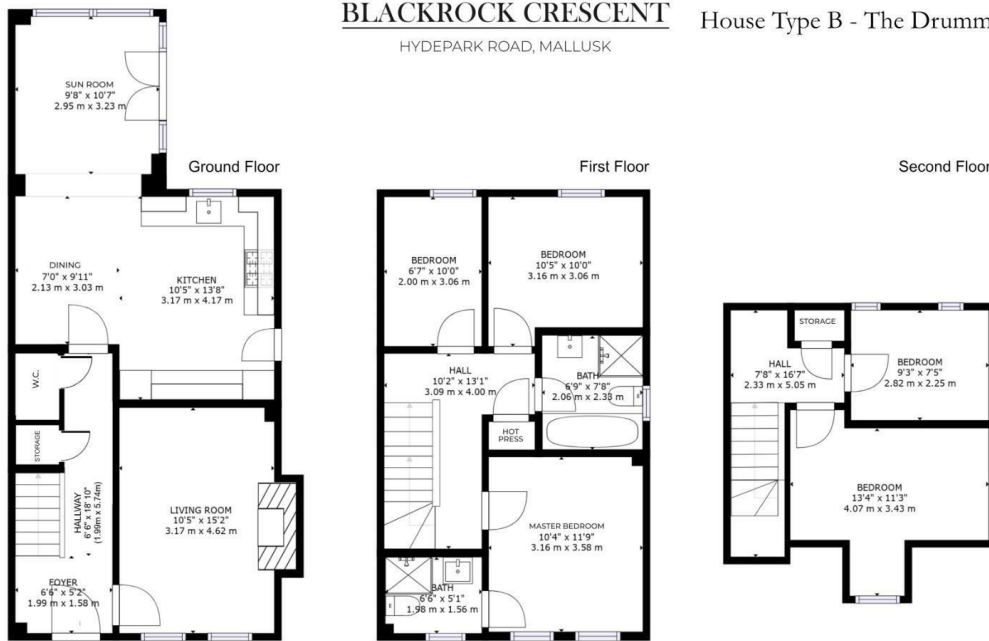 BLACKROCK CRESCENT
HYDEPARK ROAD, MALLUSK
House Type B - The Drumm
Ground Floor
SUN ROOM
9'8" x 10'7"
2.95 m x 3.23 m
DINING
7'0" x 9'11"
2.13 m x 3.03 m
KITCHEN
10'5" x 13'8"
3.17 m x 4.17 m
W.C.
STORAGE
HALLWAY
6'6" x 18'10"
(1.99m x 5.74m)
LIVING ROOM
10'5" x 15'2"
3.17 m x 4.62 m
FOYER
6'6" x 5'2"
1.99 m x 1.58 m
First Floor
BEDROOM
6'7" x 10'0"
2.00 m x 3.06 m
BEDROOM
10'5" x 10'0"
3.16 m x 3.06 m
HALL
10'2" x 13'1"
3.09 m x 4.00 m
BATH
6'9" x 7'8"
2.06 m x 2.33 m
HOT
PRESS
MASTER BEDROOM
10'4" x 11'9"
3.16 m x 3.58 m
BATH
6'6" x 5'1"
1.98 m x 1.56 m
Second Floor
STORAGE
HALL
7'8" x 16'7"
2.33 m x 5.05 m
BEDROOM
9'3" x 7'5"
2.82 m x 2.25 m
BEDROOM
13'4" x 11'3"
4.07 m x 3.43 m